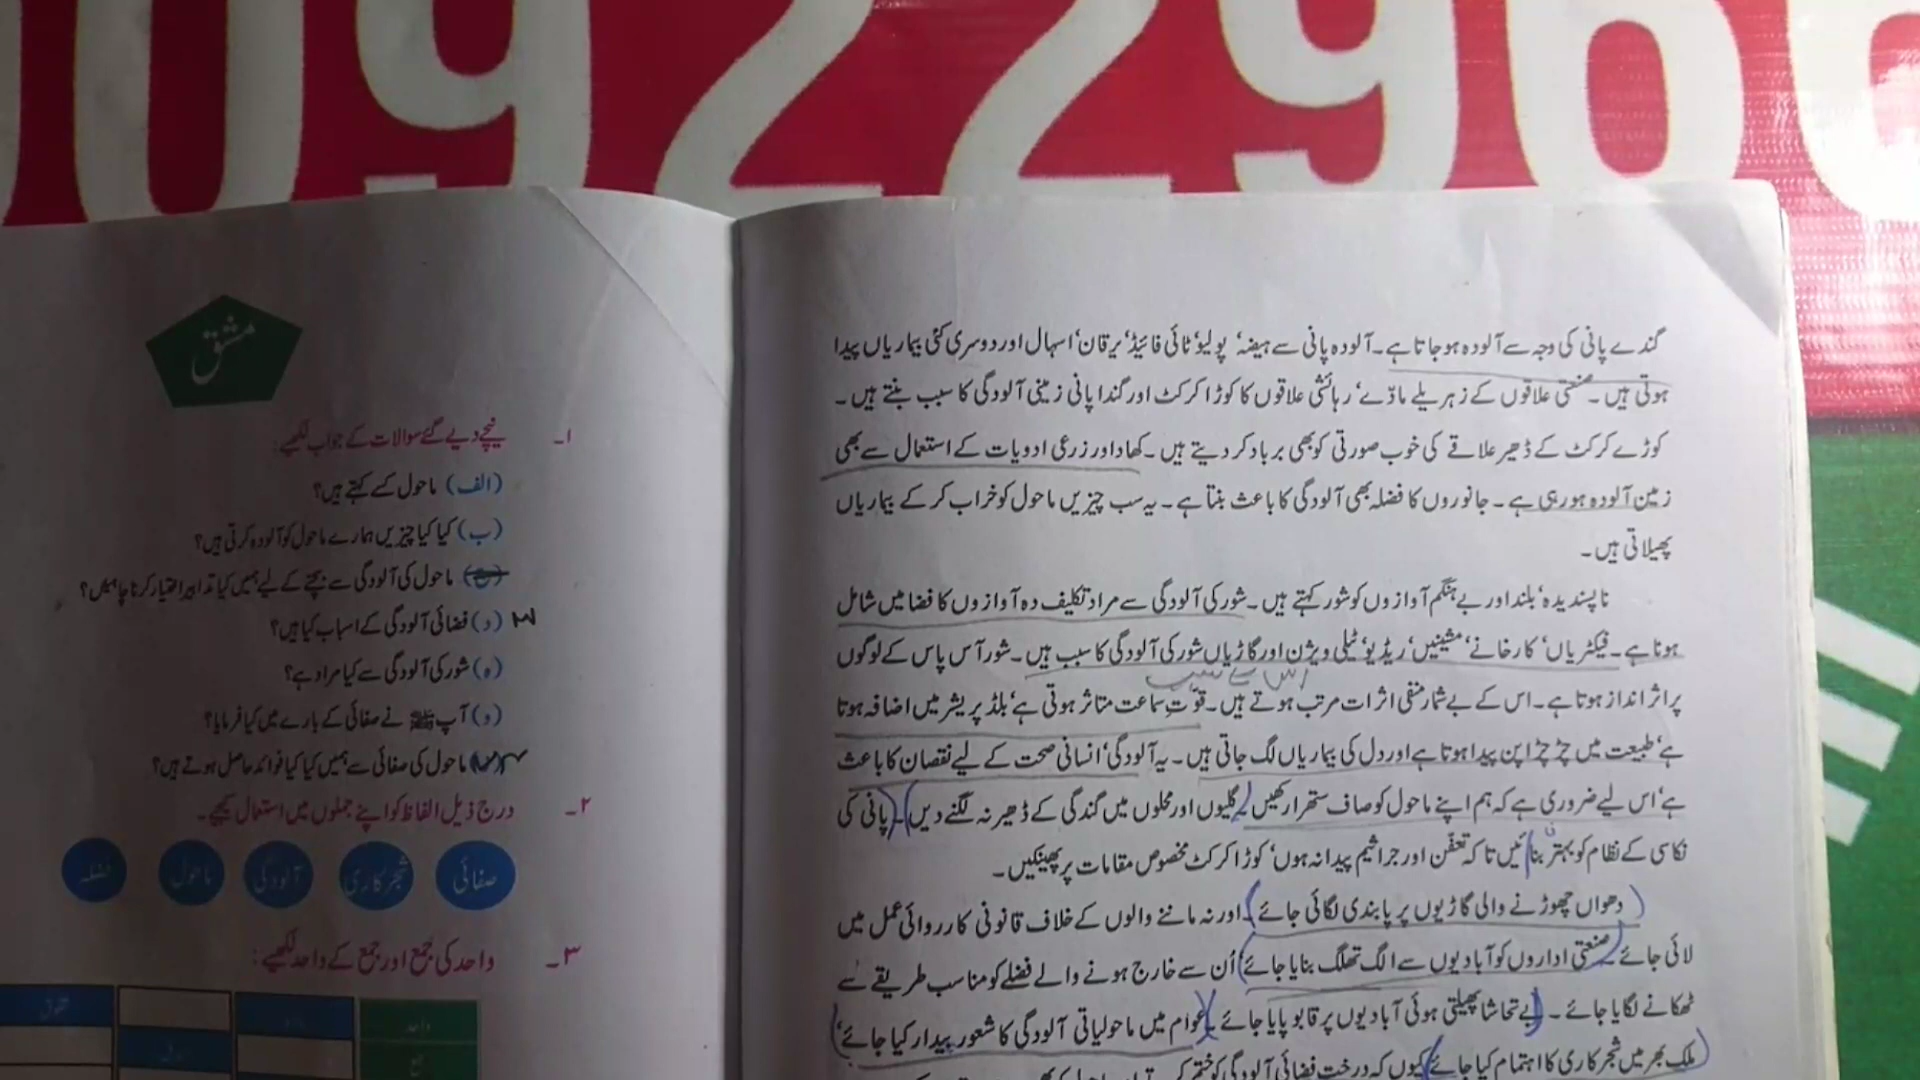 092296
گندے پانی کی وجہ سے آلودہ ہو جاتا ہے۔ آلودہ پانی سے ہیضہ، پولیو، ٹائی فائیڈ، یرقان، اسہال اور دوسری کئی بیماریاں پیدا
ہوتی ہیں۔ صنعتی علاقوں کے زہریلے مادّے، رہائشی علاقوں کا کوڑا کرکٹ اور گندا پانی زمینی آلودگی کا سبب بنتے ہیں۔
کوڑے کرکٹ کے ڈھیر علاقے کی خوب صورتی کو بھی برباد کر دیتے ہیں۔ کھاد اور زرعی ادویات کے استعمال سے بھی
زمین آلودہ ہو رہی ہے۔ جانوروں کا فضلہ بھی آلودگی کا باعث بنتا ہے۔ یہ سب چیزیں ماحول کو خراب کر کے بیماریاں
پھیلاتی ہیں۔
ناپسندیدہ، بلند اور بے ہنگم آوازوں کو شور کہتے ہیں۔ شور کی آلودگی سے مراد تکلیف دہ آوازوں کا فضا میں شامل
ہونا ہے۔ فیکٹریاں، کارخانے، مشینیں، ریڈیو، ٹیلی ویژن اور گاڑیاں شور کی آلودگی کا سبب ہیں۔ شور آس پاس کے لوگوں
پر اثر انداز ہوتا ہے۔ اس کے بے شمار منفی اثرات مرتب ہوتے ہیں۔ قوّتِ سماعت متاثر ہوتی ہے، بلڈ پریشر میں اضافہ ہوتا
ہے، طبیعت میں چڑچڑا پن پیدا ہوتا ہے اور دل کی بیماریاں لگ جاتی ہیں۔ یہ آلودگی، انسانی صحت کے لیے نقصان کا باعث
ہے، اس لیے ضروری ہے کہ ہم اپنے ماحول کو صاف ستھرا رکھیں۔ گلیوں اور محلوں میں گندگی کے ڈھیر نہ لگنے دیں۔ پانی کی
نکاسی کے نظام کو بہتر بنائیں تاکہ تعفّن اور جراثیم پیدا نہ ہوں، کوڑا کرکٹ مخصوص مقامات پر پھینکیں۔
دھواں چھوڑنے والی گاڑیوں پر پابندی لگائی جائے۔ اور نہ ماننے والوں کے خلاف قانونی کارروائی عمل میں
لائی جائے۔ صنعتی اداروں کو آبادیوں سے الگ تھلگ بنایا جائے، اُن سے خارج ہونے والے فضلے کو مناسب طریقے سے
ٹھکانے لگایا جائے۔ بے تحاشا پھیلتی ہوئی آبادیوں پر قابو پایا جائے۔ عوام میں ماحولیاتی آلودگی کا شعور بیدار کیا جائے،
ملک بھر میں شجرکاری کا اہتمام کیا جائے کیوں کہ درخت فضائی آلودگی کو ختم
مشق
۱۔ نیچے دیے گئے سوالات کے جواب لکھیے:
(الف) ماحول کسے کہتے ہیں؟
(ب) کیا کیا چیزیں ہمارے ماحول کو آلودہ کرتی ہیں؟
(ج) ماحول کی آلودگی سے بچنے کے لیے ہمیں کیا تدابیر اختیار کرنا چاہییں؟
(د) فضائی آلودگی کے اسباب کیا ہیں؟
(ہ) شور کی آلودگی سے کیا مراد ہے؟
(و) آپ ﷺ نے صفائی کے بارے میں کیا فرمایا؟
ماحول کی صفائی سے ہمیں کیا کیا فوائد حاصل ہوتے ہیں؟
۲۔ درج ذیل الفاظ کو اپنے جملوں میں استعمال کیجیے۔
صفائی شجرکاری آلودگی ماحول فضلہ
۳۔ واحد کی جمع اور جمع کے واحد لکھیے:
واحد
جمع